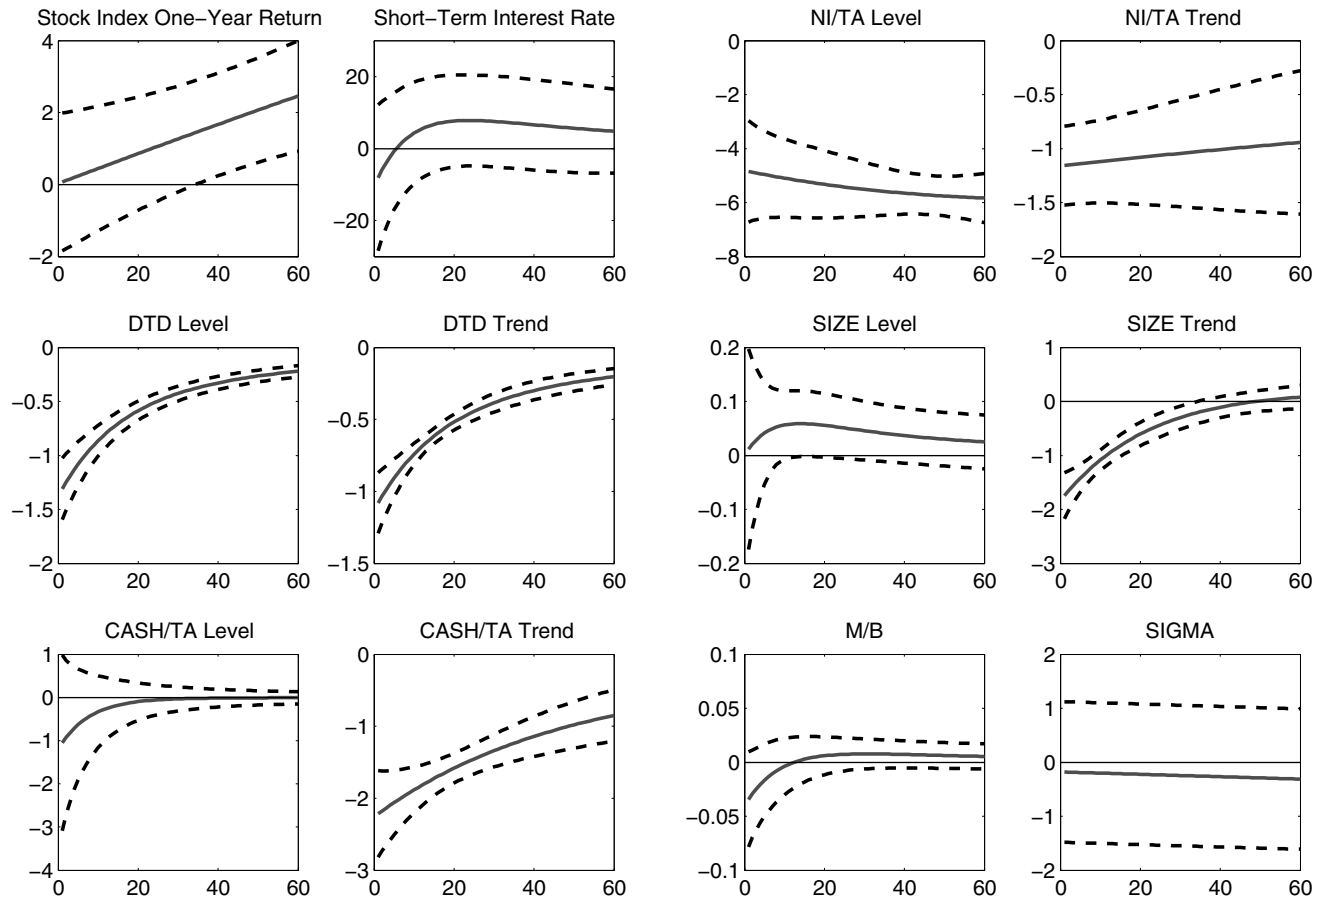 Stock Index One−Year Return
4
2
0
−2
0 20 40 60
Short−Term Interest Rate
20
0
−20
0 20 40 60
NI/TA Level
0
−2
−4
−6
−8
0 20 40 60
NI/TA Trend
0
−0.5
−1
−1.5
−2
0 20 40 60
DTD Level
0
−0.5
−1
−1.5
−2
0 20 40 60
DTD Trend
0
−0.5
−1
−1.5
0 20 40 60
SIZE Level
0.2
0.1
0
−0.1
−0.2
0 20 40 60
SIZE Trend
1
0
−1
−2
−3
0 20 40 60
CASH/TA Level
1
0
−1
−2
−3
−4
0 20 40 60
CASH/TA Trend
0
−1
−2
−3
0 20 40 60
M/B
0.1
0.05
0
−0.05
−0.1
0 20 40 60
SIGMA
2
1
0
−1
−2
0 20 40 60